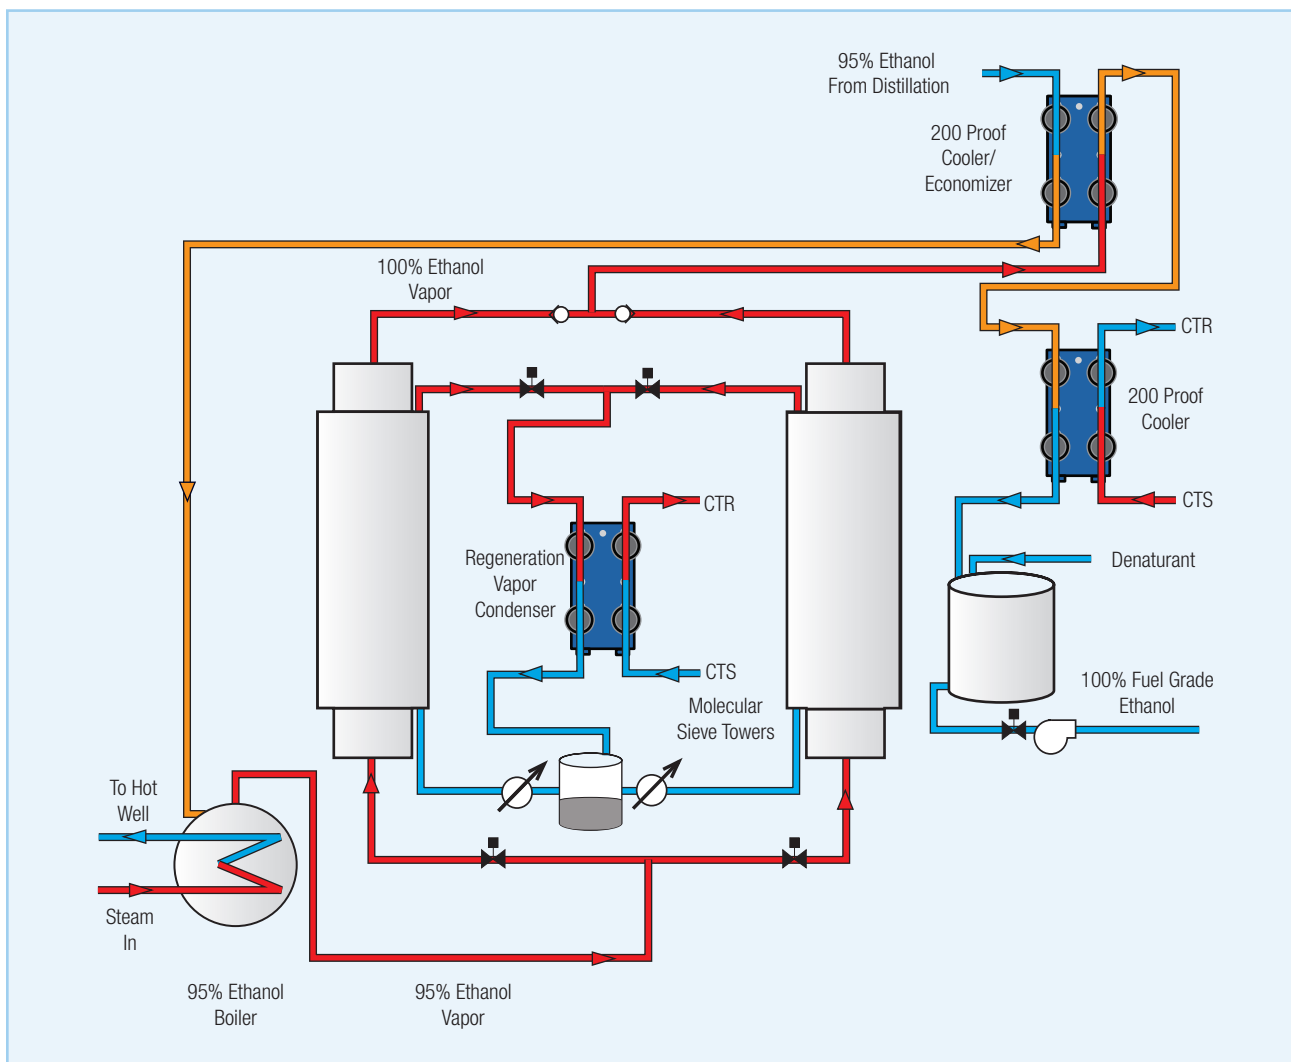 95% Ethanol
From Distillation
200 Proof
Cooler/
Economizer
100% Ethanol
Vapor
CTR
200 Proof
Cooler
CTS
CTR
Regeneration
Vapor
Condenser
CTS
Denaturant
Molecular
Sieve Towers
100% Fuel Grade
Ethanol
To Hot
Well
Steam
In
95% Ethanol
Boiler
95% Ethanol
Vapor